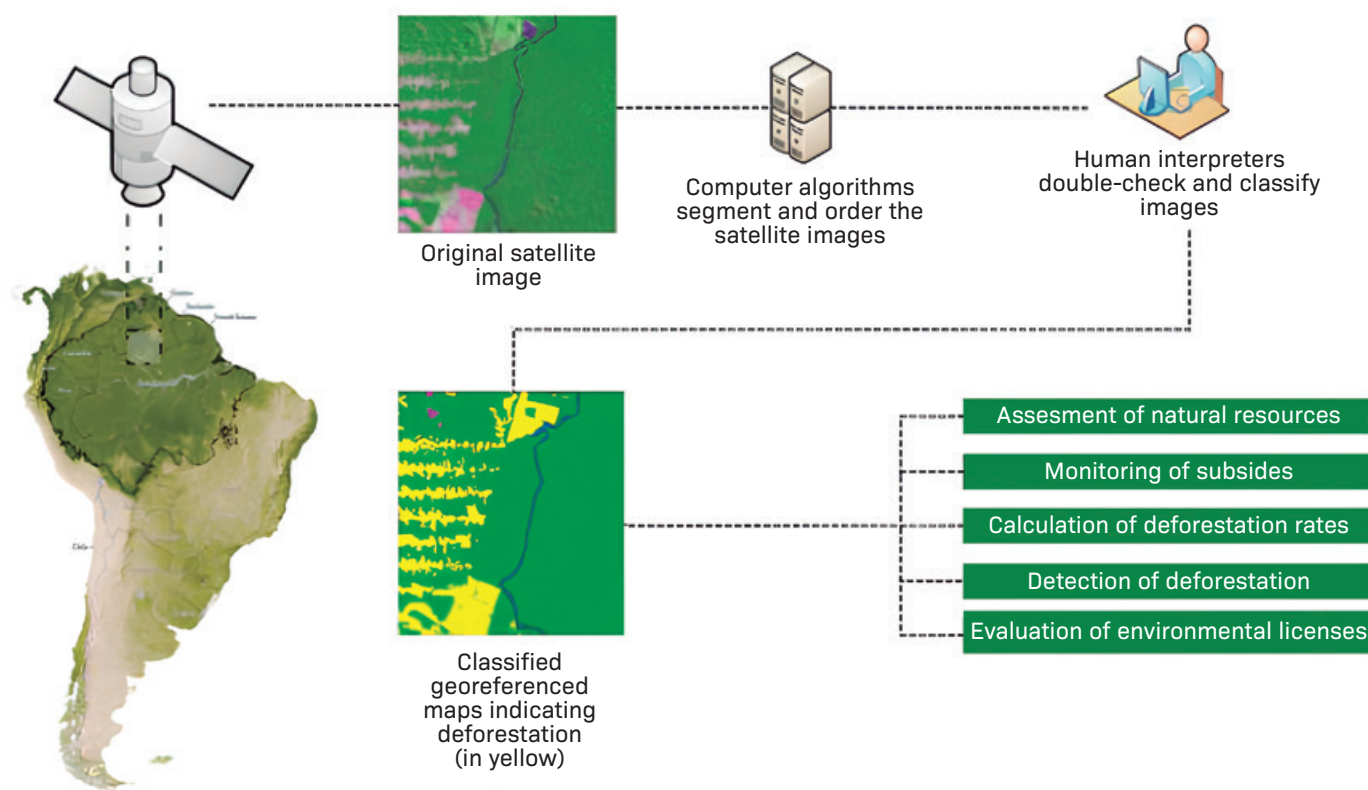 Original satellite
image
Computer algorithms
segment and order the
satellite images
Human interpreters
double-check and classify
images
Classified
georeferenced
maps indicating
deforestation
(in yellow)
Assesment of natural resources
Monitoring of subsides
Calculation of deforestation rates
Detection of deforestation
Evaluation of environmental licenses